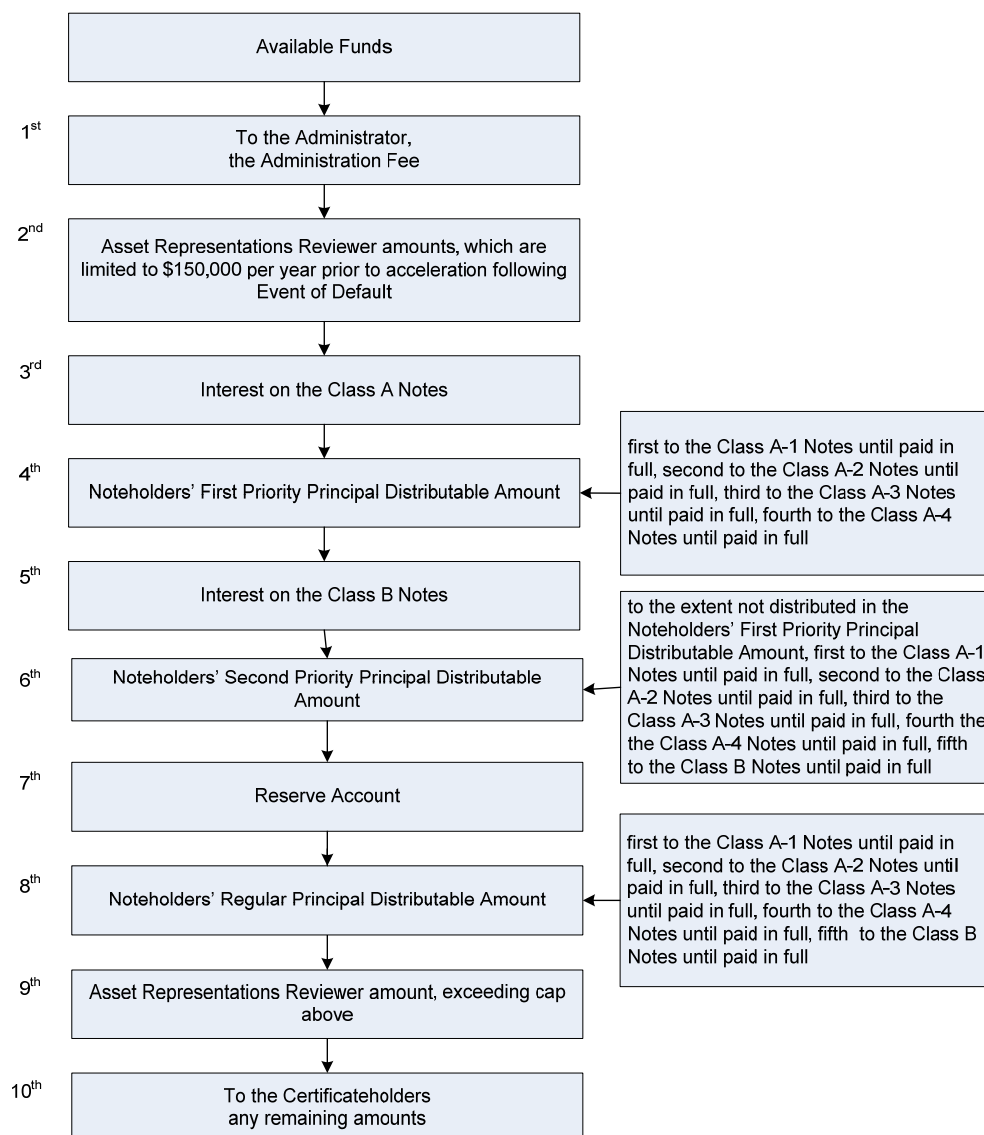 Available Funds
1st
To the Administrator,
the Administration Fee
2nd
Asset Representations Reviewer amounts, which are
limited to $150,000 per year prior to acceleration following
Event of Default
3rd
Interest on the Class A Notes
4th
Noteholders’ First Priority Principal Distributable Amount
first to the Class A-1 Notes until paid in
full, second to the Class A-2 Notes until
paid in full, third to the Class A-3 Notes
until paid in full, fourth to the Class A-4
Notes until paid in full
5th
Interest on the Class B Notes
6th
Noteholders’ Second Priority Principal Distributable
Amount
to the extent not distributed in the
Noteholders’ First Priority Principal
Distributable Amount, first to the Class A-1
Notes until paid in full, second to the Class
A-2 Notes until paid in full, third to the
Class A-3 Notes until paid in full, fourth the
the Class A-4 Notes until paid in full, fifth
to the Class B Notes until paid in full
7th
Reserve Account
8th
Noteholders’ Regular Principal Distributable Amount
first to the Class A-1 Notes until paid in
full, second to the Class A-2 Notes until
paid in full, third to the Class A-3 Notes
until paid in full, fourth to the Class A-4
Notes until paid in full, fifth to the Class B
Notes until paid in full
9th
Asset Representations Reviewer amount, exceeding cap
above
10th
To the Certificateholders
any remaining amounts